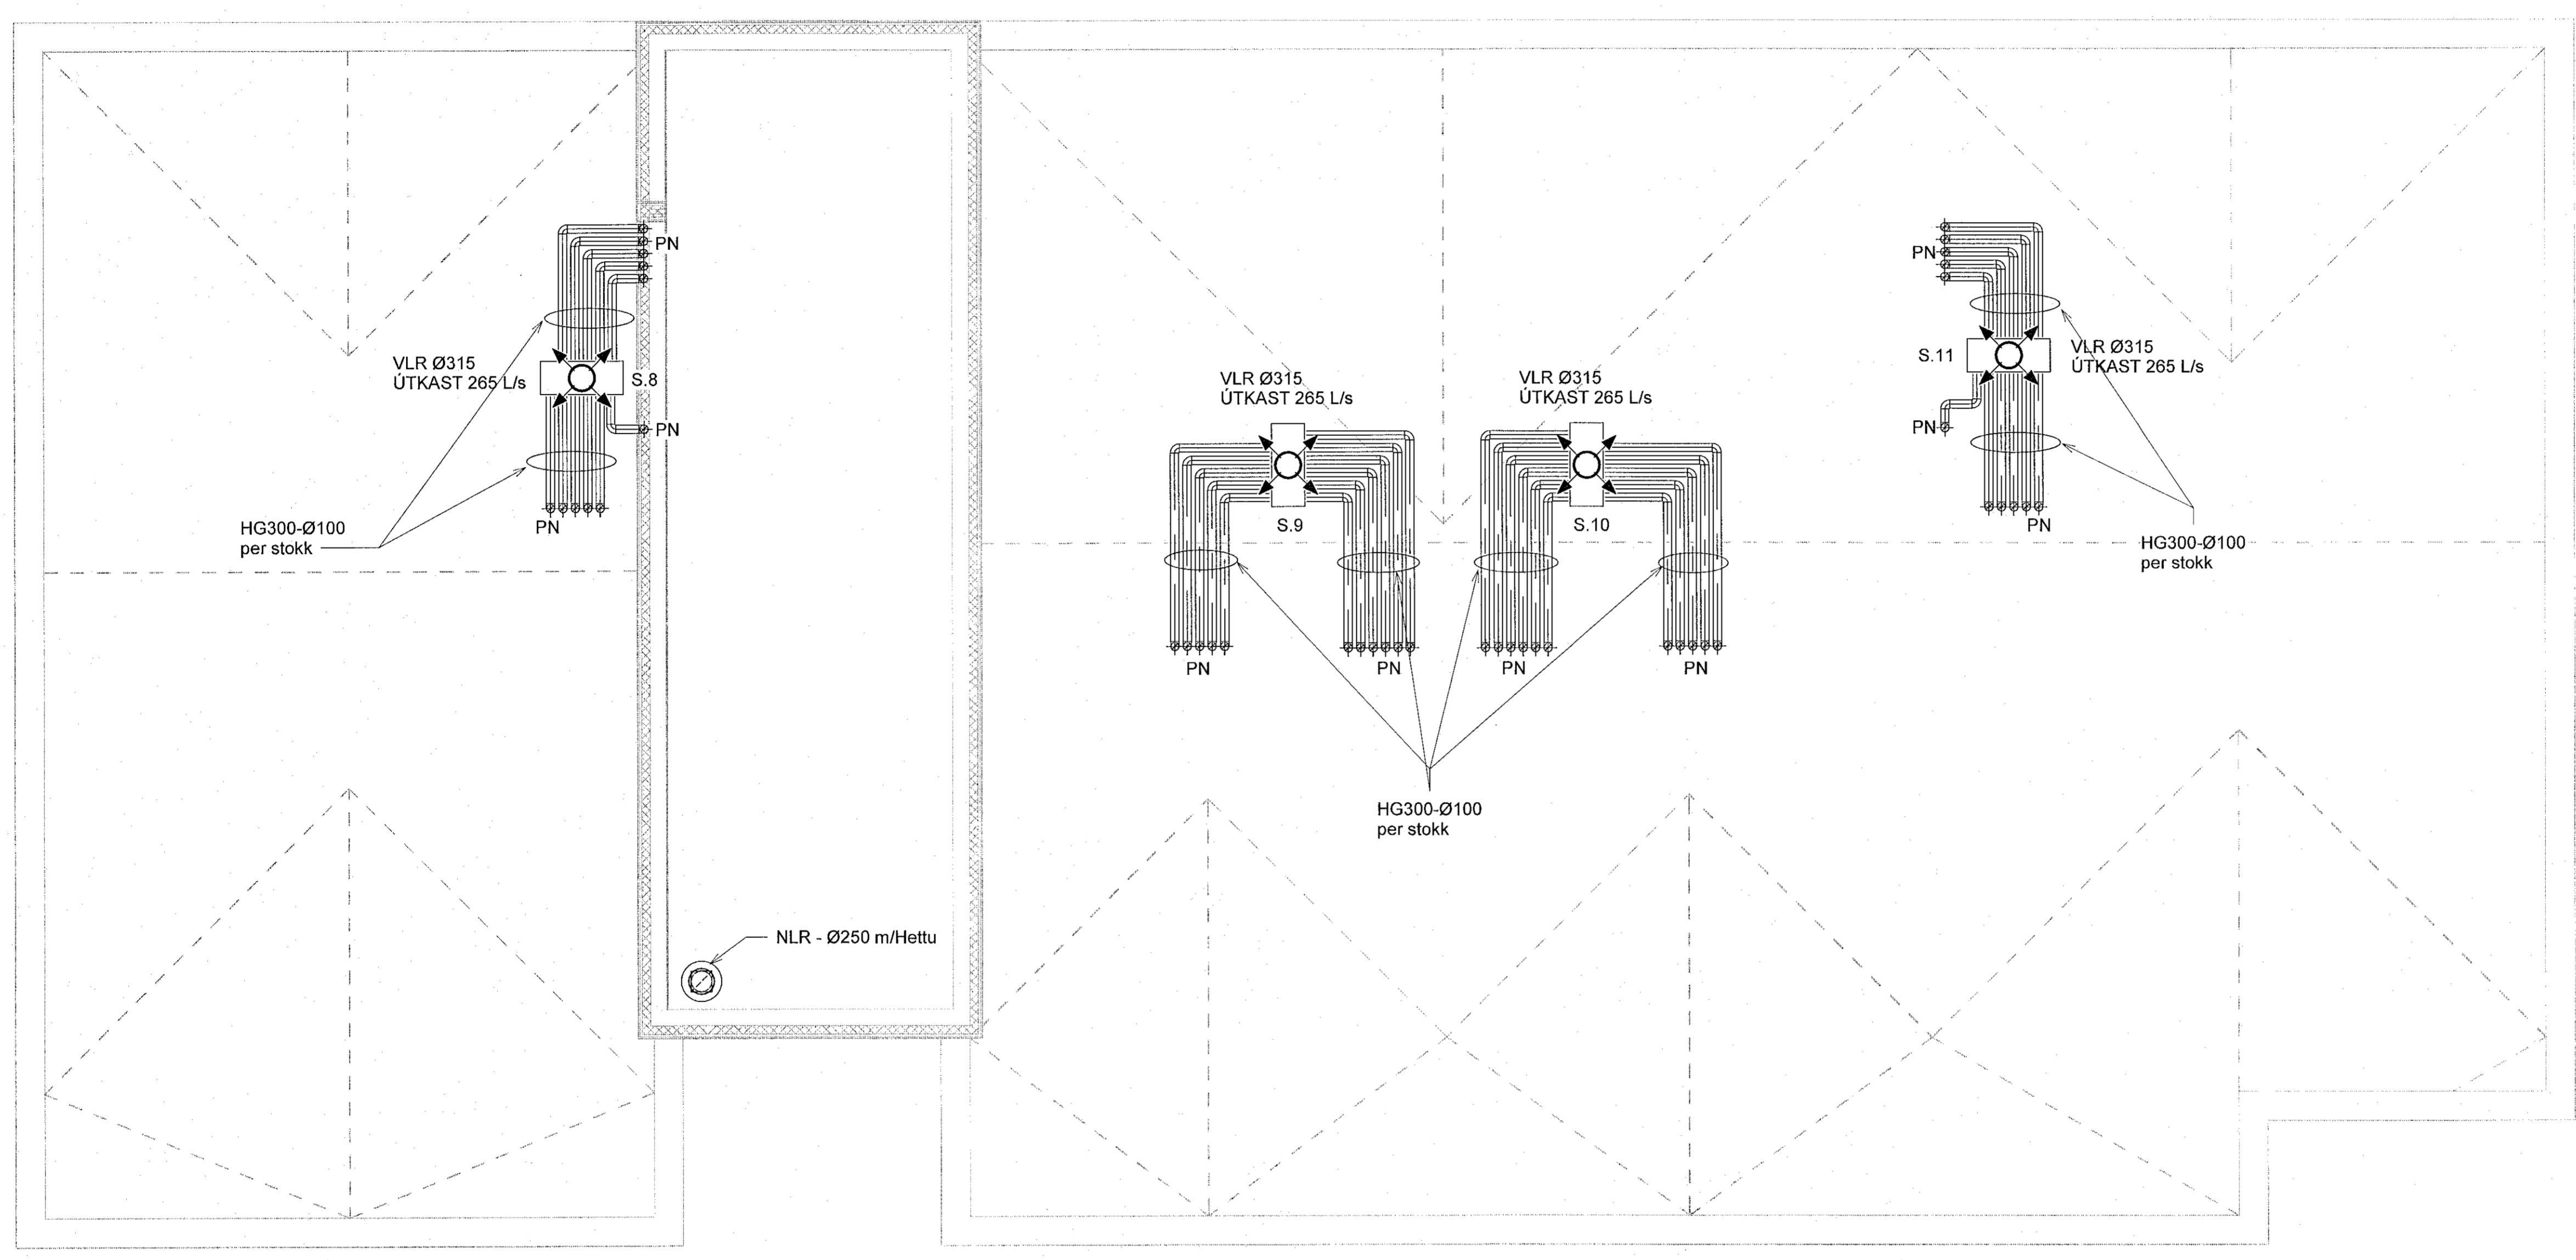 PN
VLR Ø315
ÚTKAST 265 L/s
S.8
PN
HG300-Ø100
per stokk
PN
NLR - Ø250 m/Hettu
VLR Ø315
ÚTKAST 265 L/s
S.9
PN
PN
VLR Ø315
ÚTKAST 265 L/s
S.10
PN
PN
HG300-Ø100
per stokk
PN
S.11
VLR Ø315
ÚTKAST 265 L/s
PN
PN
HG300-Ø100
per stokk